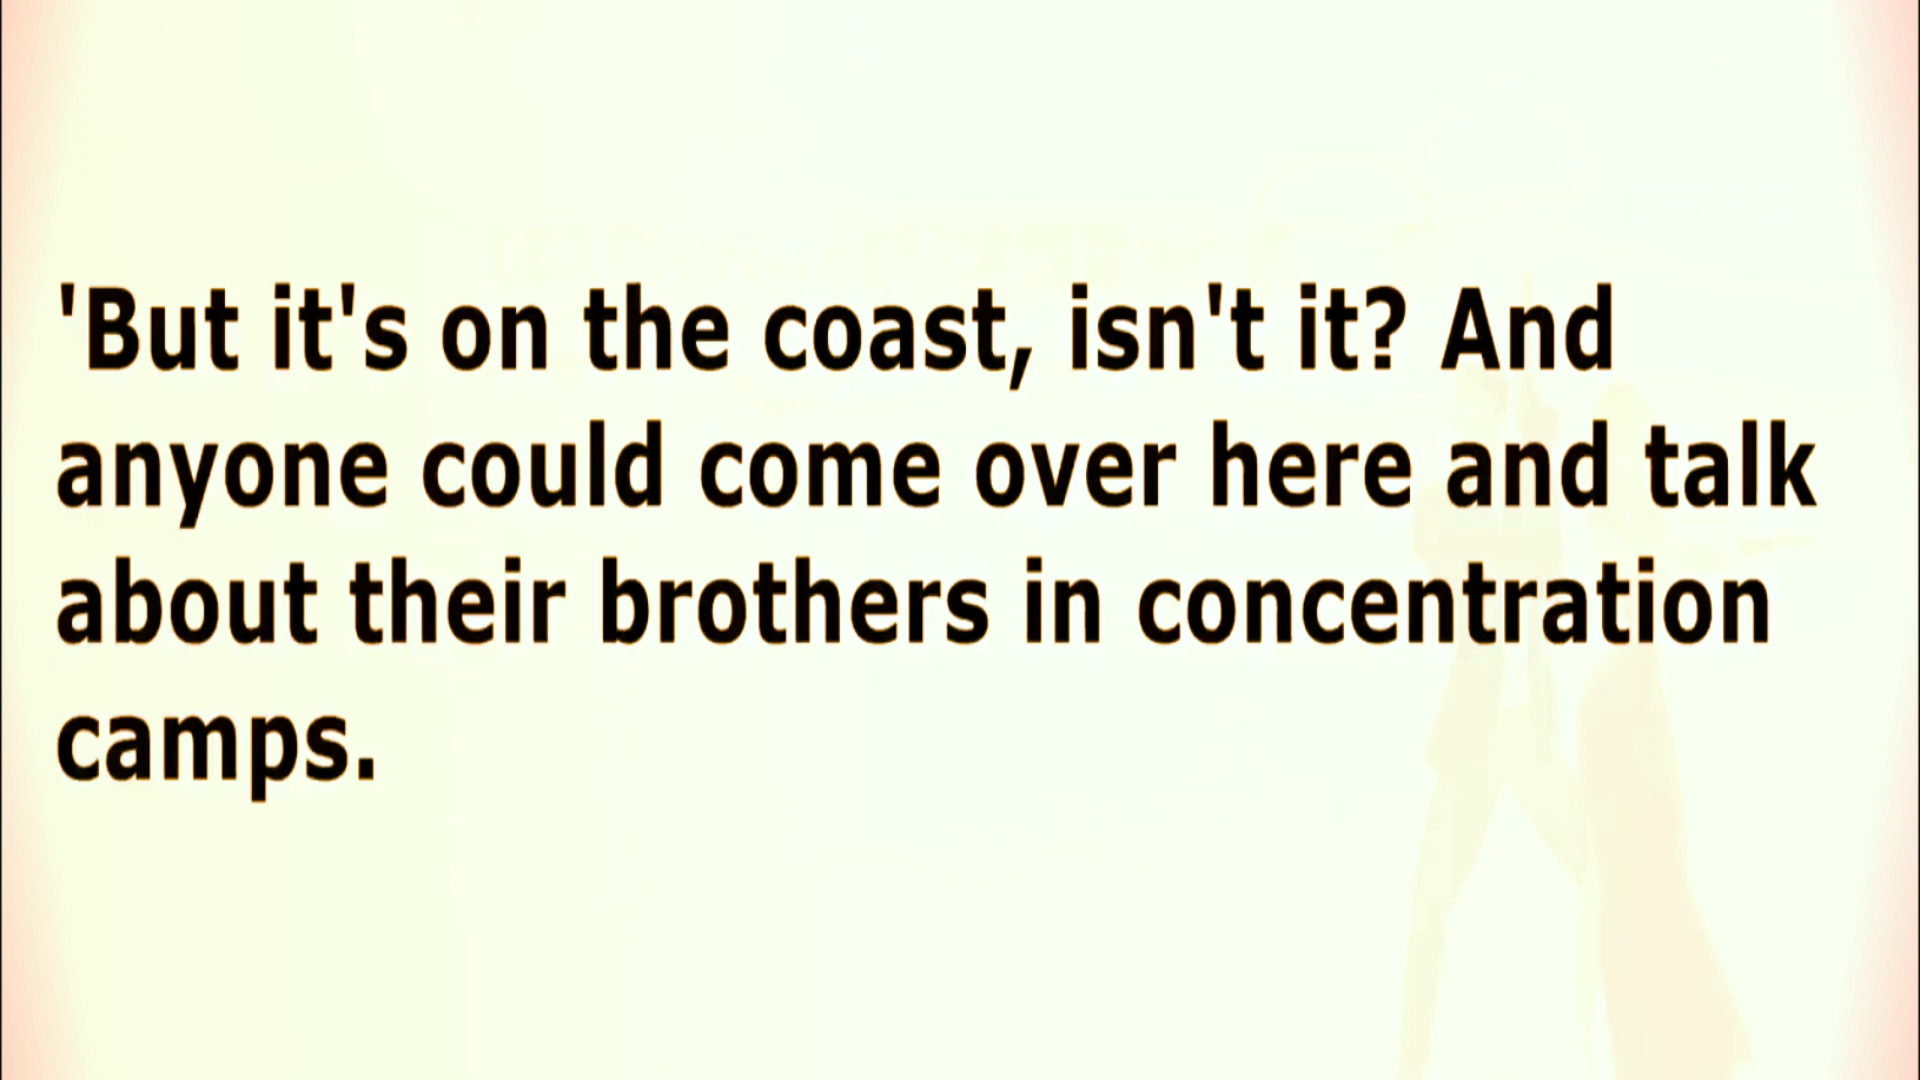 'But it's on the coast, isn't it? And
anyone could come over here and talk
about their brothers in concentration
camps.